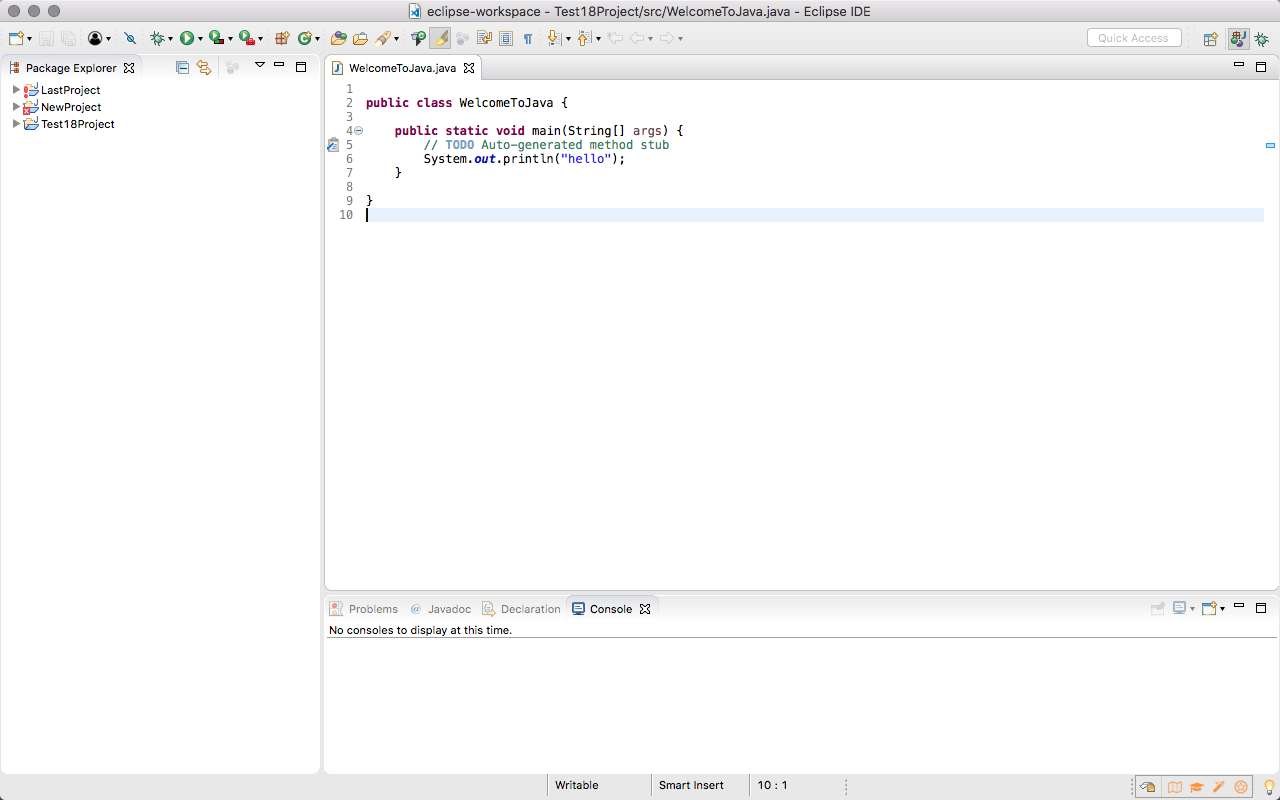 eclipse-workspace - Test18Project/src/WelcomeToJava.java - Eclipse IDE
Quick Access
Package Explorer
LastProject
NewProject
Test18Project
WelcomeToJava.java
1
2 public class WelcomeToJava {
3
4 public static void main(String[] args) {
5 // TODO Auto-generated method stub
6 System.out.println("hello");
7 }
8
9 }
10
Problems @ Javadoc Declaration Console
No consoles to display at this time.
Writable Smart Insert 10 : 1